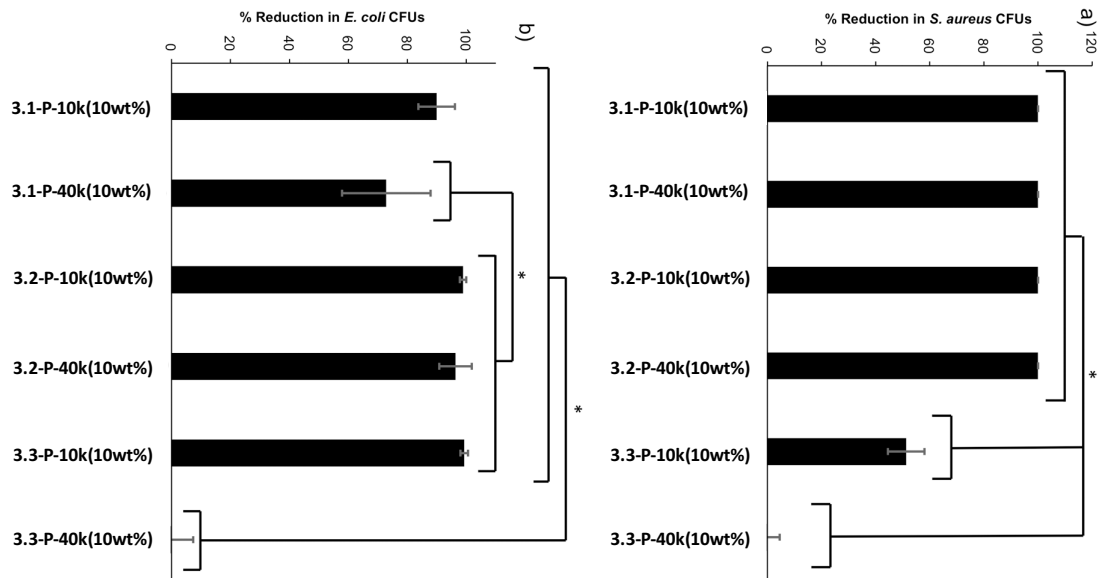 a)
% Reduction in S. aureus CFUs
0
20
40
60
80
100
120
3.1-P-10k(10wt%)
3.1-P-40k(10wt%)
3.2-P-10k(10wt%)
3.2-P-40k(10wt%)
3.3-P-10k(10wt%)
3.3-P-40k(10wt%)
*
b)
% Reduction in E. coli CFUs
0
20
40
60
80
100
3.1-P-10k(10wt%)
3.1-P-40k(10wt%)
3.2-P-10k(10wt%)
3.2-P-40k(10wt%)
3.3-P-10k(10wt%)
3.3-P-40k(10wt%)
*
*